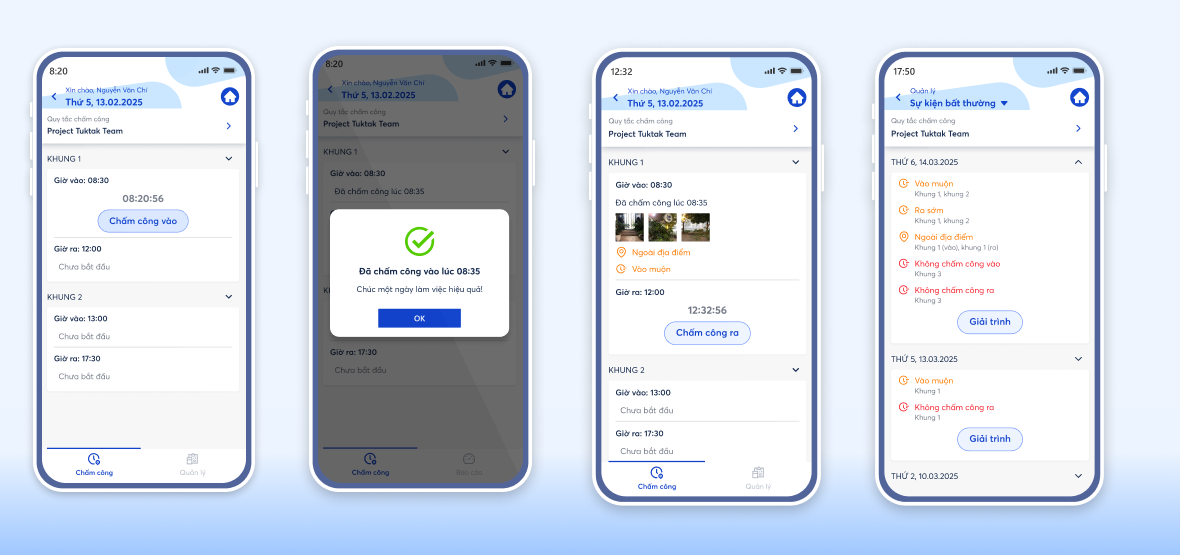 8:20
Xin chào, Nguyễn Văn Chí
Thứ 5, 13.02.2025
Quy tắc chấm công
Project Tuktak Team
KHUNG 1
Giờ vào: 08:30
08:20:56
Chấm công vào
Giờ ra: 12:00
Chưa bắt đầu
KHUNG 2
Giờ vào: 13:00
Chưa bắt đầu
Giờ ra: 17:30
Chưa bắt đầu
Chấm công
Quản lý
8:20
Xin chào, Nguyễn Văn Chí
Thứ 5, 13.02.2025
Quy tắc chấm công
Project Tuktak Team
KHUNG 1
Giờ vào: 08:30
Đã chấm công lúc 08:35
Đã chấm công vào lúc 08:35
Chúc một ngày làm việc hiệu quả!
OK
Giờ ra: 17:30
Chưa bắt đầu
Chấm công
Báo cáo
12:32
Xin chào, Nguyễn Văn Chí
Thứ 5, 13.02.2025
Quy tắc chấm công
Project Tuktak Team
KHUNG 1
Giờ vào: 08:30
Đã chấm công lúc 08:35
Ngoài địa điểm
Vào muộn
Giờ ra: 12:00
12:32:56
Chấm công ra
KHUNG 2
Giờ vào: 13:00
Chưa bắt đầu
Giờ ra: 17:30
Chưa bắt đầu
Chấm công
Quản lý
17:50
Quản lý
Sự kiện bất thường
Quy tắc chấm công
Project Tuktak Team
THỨ 6, 14.03.2025
Vào muộn
Khung 1, khung 2
Ra sớm
Khung 1, khung 2
Ngoài địa điểm
Khung 1 (vào), khung 1 (ra)
Không chấm công vào
Khung 3
Không chấm công ra
Khung 3
Giải trình
THỨ 5, 13.03.2025
Vào muộn
Khung 1
Không chấm công ra
Khung 1
Giải trình
THỨ 2, 10.03.2025